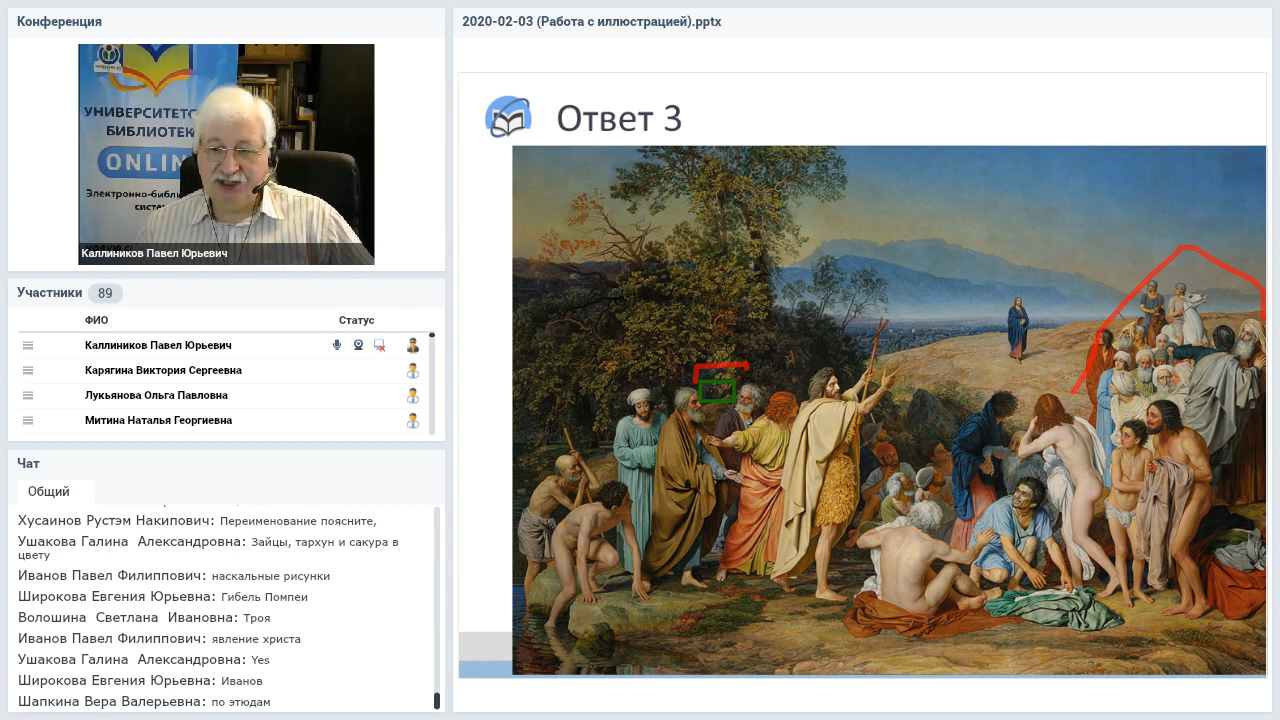 Конференция
УНИВЕРСИТЕТС
БИБЛИОТЕК
ONLIN
Электронно-библи
систем
Каллиников Павел Юрьевич
Участники 89
ФИО Статус
Каллиников Павел Юрьевич
Карягина Виктория Сергеевна
Лукьянова Ольга Павловна
Митина Наталья Георгиевна
Чат
Общий
Хусаинов Рустэм Накипович: Переименование поясните,
Ушакова Галина Александровна: Зайцы, тархун и сакура в
цвету
Иванов Павел Филиппович: наскальные рисунки
Широкова Евгения Юрьевна: Гибель Помпеи
Волошина Светлана Ивановна: Троя
Иванов Павел Филиппович: явление христа
Ушакова Галина Александровна: Yes
Широкова Евгения Юрьевна: Иванов
Шапкина Вера Валерьевна: по этюдам
2020-02-03 (Работа с иллюстрацией).pptx
Ответ 3